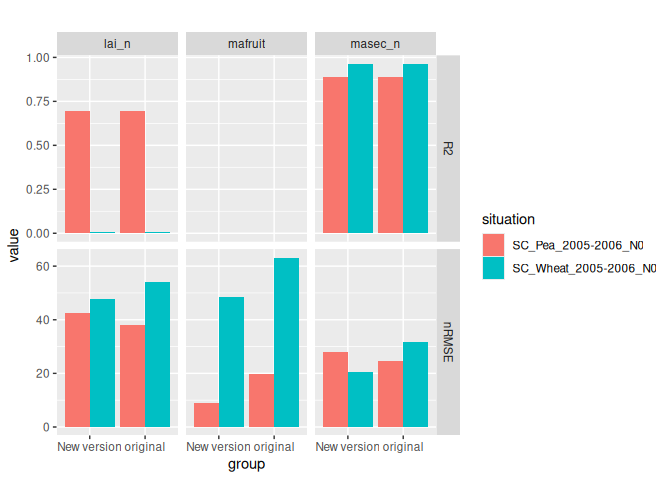 lai_n mafruit masec_n
1.00
0.75
0.50
0.25
0.00
R2
60
40
20
0
nRMSE
value
New version original New version original New version original
group
situation
SC_Pea_2005-2006_N0
SC_Wheat_2005-2006_N0